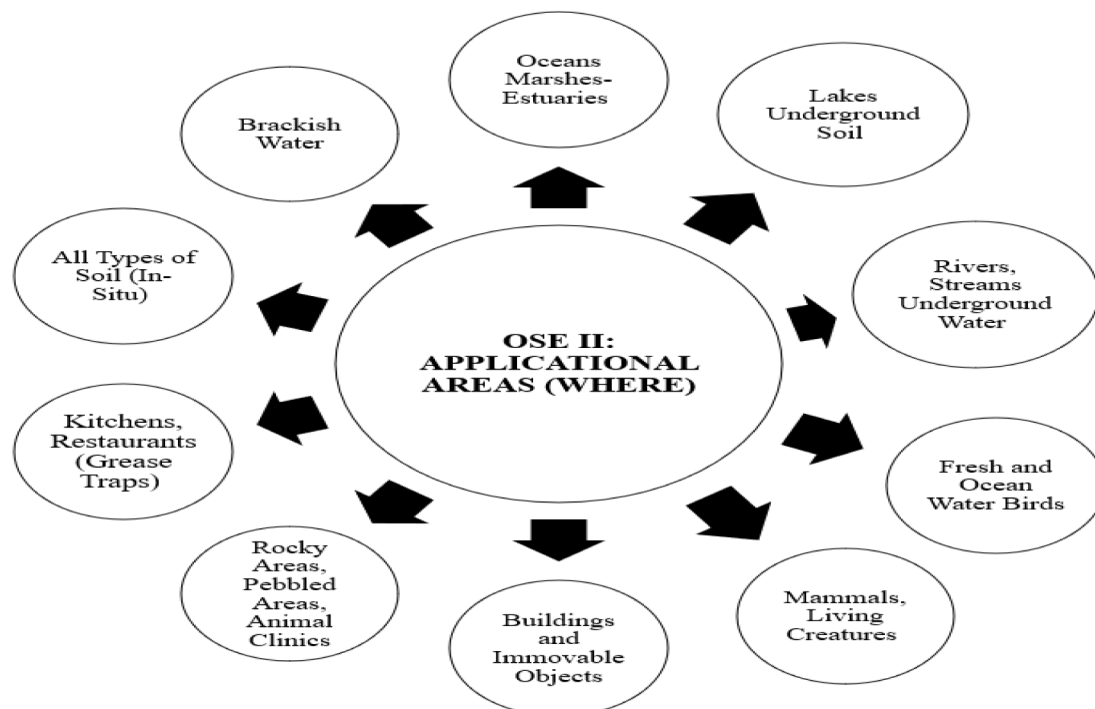 Oceans
Marshes-
Estuaries
Lakes
Underground
Soil
Brackish
Water
All Types of
Soil (In-
Situ)
Rivers,
Streams
Underground
Water
OSE II:
APPLICATIONAL
AREAS (WHERE)
Kitchens,
Restaurants
(Grease
Traps)
Fresh and
Ocean
Water Birds
Rocky
Areas,
Pebbled
Areas,
Animal
Clinics
Buildings
and
Immovable
Objects
Mammals,
Living
Creatures